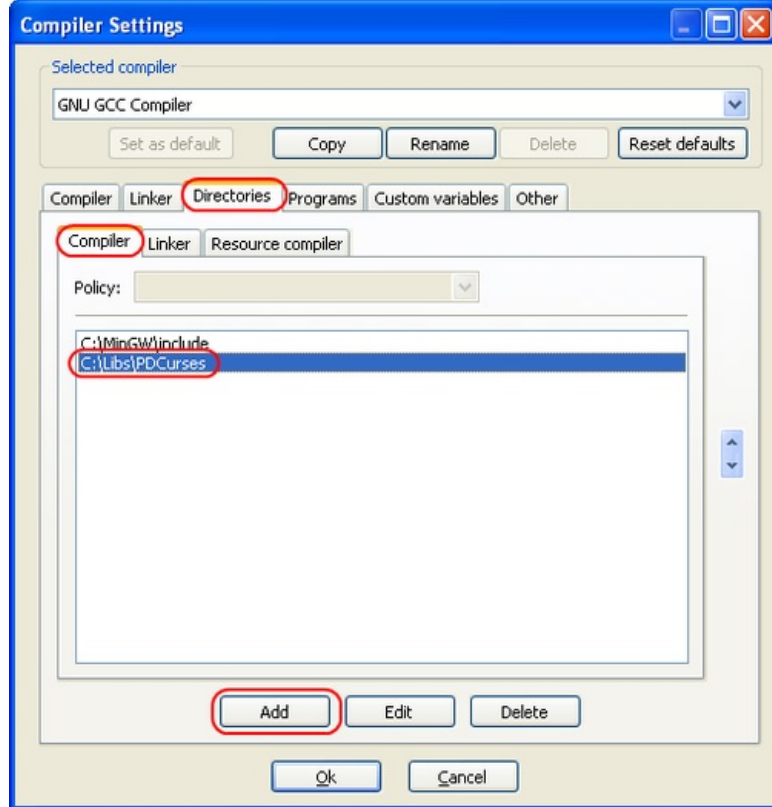 Compiler Settings
Selected compiler
GNU GCC Compiler
Set as default Copy Rename Delete Reset defaults
Compiler Linker Directories Programs Custom variables Other
Compiler Linker Resource compiler
Policy:
C:\MinGW\include
C:\Libs\PDCurses
Add Edit Delete
Ok Cancel